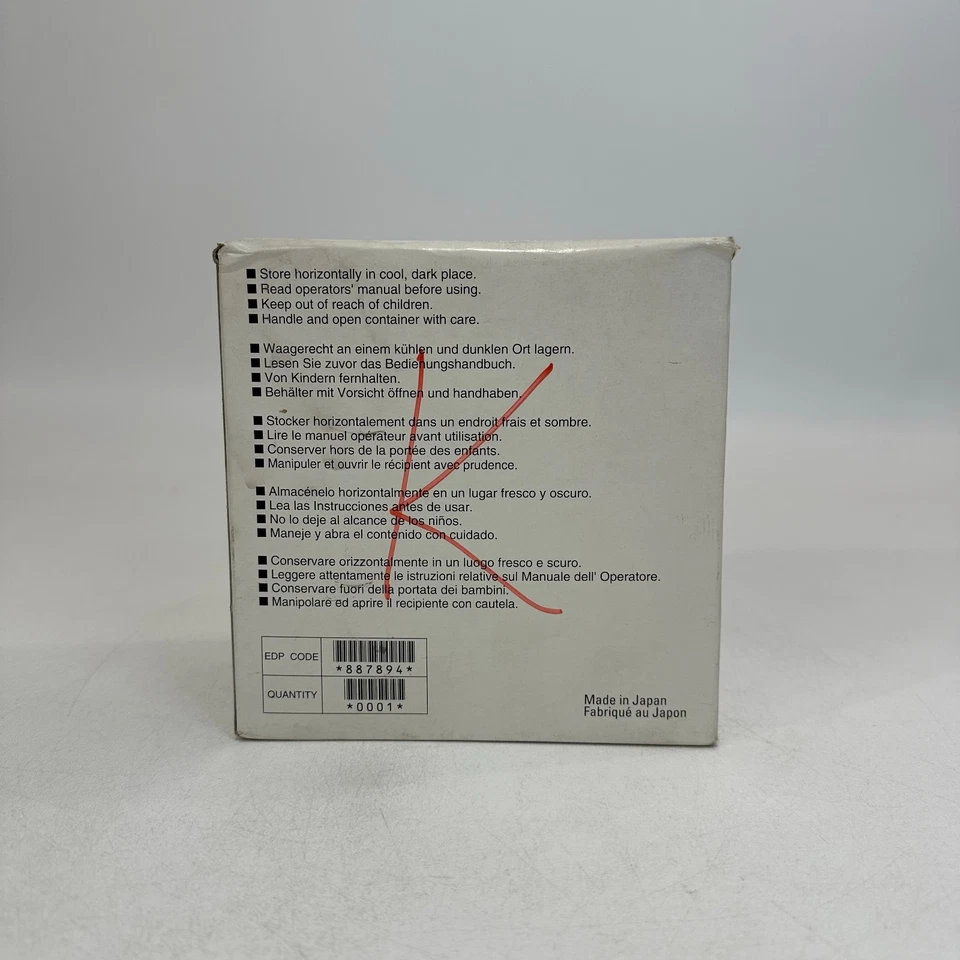 ■ Store horizontally in cool, dark place.
■ Read operators' manual before using.
■ Keep out of reach of children.
■ Handle and open container with care.
■ Waagerecht an einem kühlen und dunklen Ort lagern.
■ Lesen Sie zuvor das Bedienungshandbuch.
■ Von Kindern fernhalten.
■ Behälter mit Vorsicht öffnen und handhaben.
■ Stocker horizontalement dans un endroit frais et sombre.
■ Lire le manuel opérateur avant utilisation.
■ Conserver hors de la portée des enfants.
■ Manipuler et ouvrir le récipient avec prudence.
■ Almacénelo horizontalmente en un lugar fresco y oscuro.
■ Lea las Instrucciones antes de usar.
■ No lo deje al alcance de los niños.
■ Maneje y abra el contenido con cuidado.
■ Conservare orizzontalmente in un luogo fresco e scuro.
■ Leggere attentamente le istruzioni relative sul Manuale dell' Operatore.
■ Conservare fuori della portata dei bambini.
■ Manipolare ed aprire il recipiente con cautela.
K
EDP CODE
*887894*
QUANTITY
*0001*
Made in Japan
Fabriqué au Japon